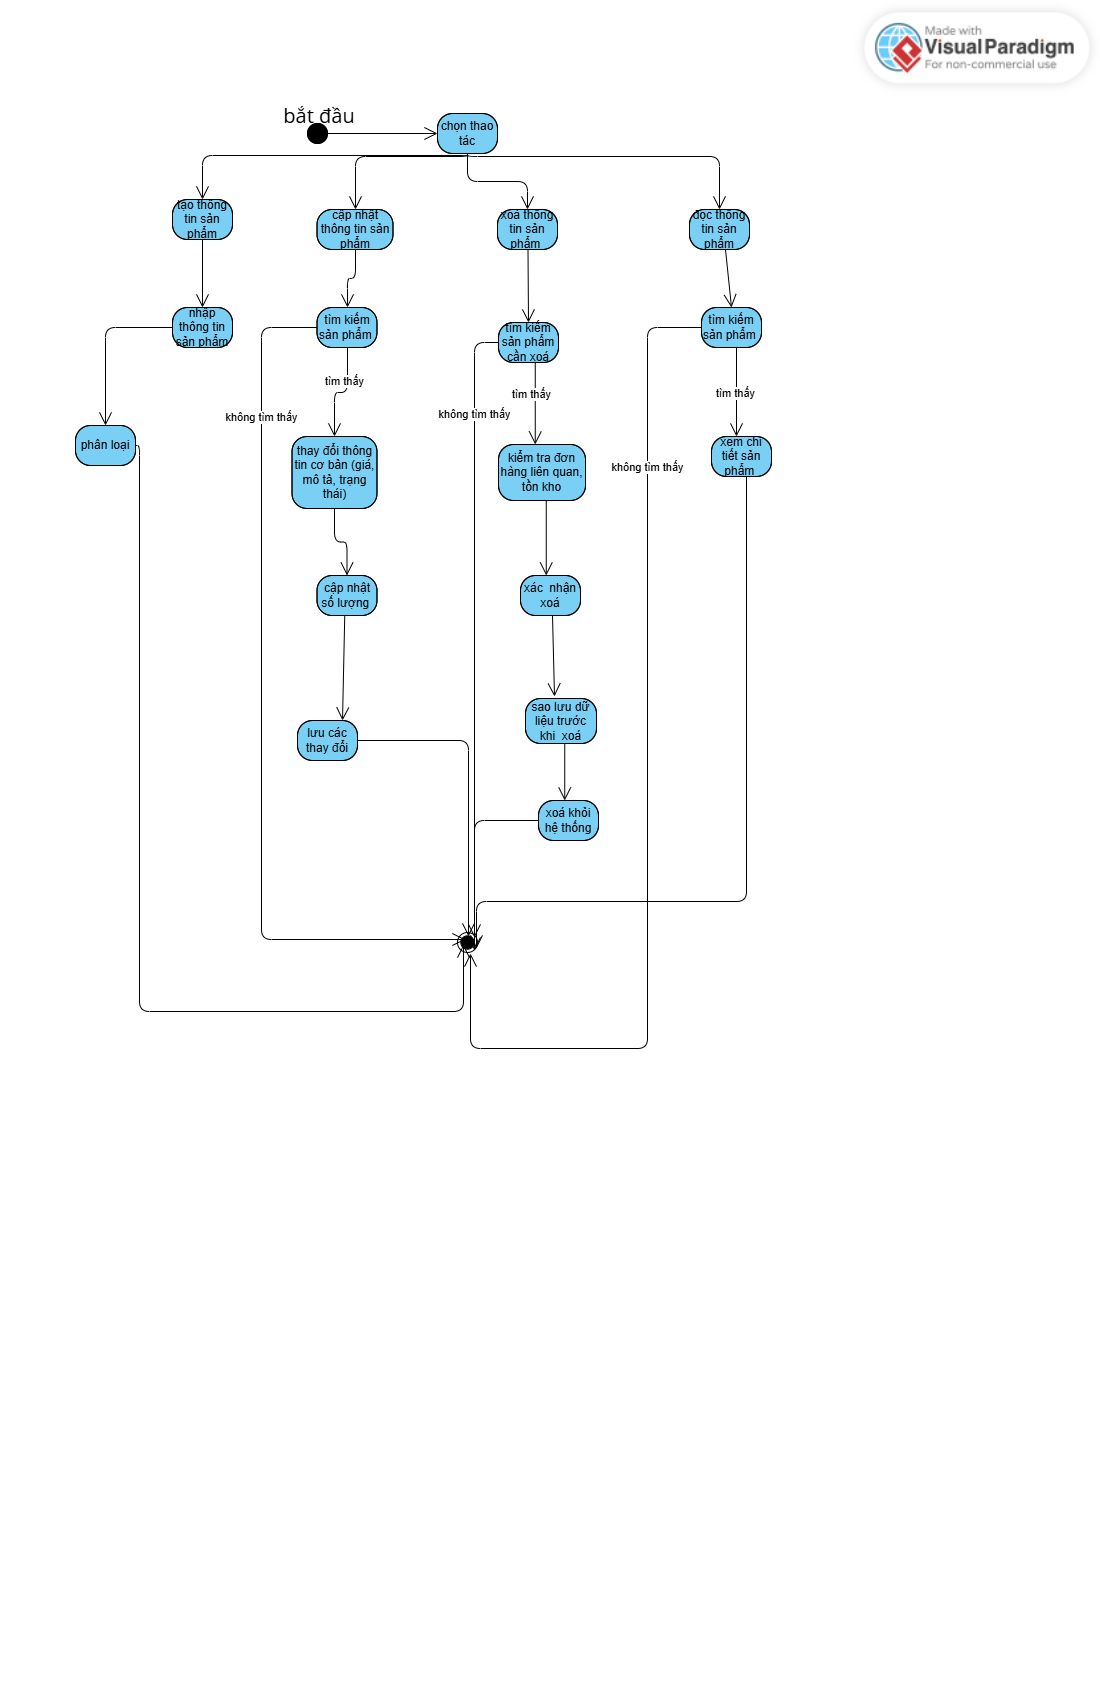 Made with
Visual Paradigm
For non-commercial use
bắt đầu
chọn thao
tác
tạo thông
tin sản
phẩm
cập nhật
thông tin sản
phẩm
xoá thông
tin sản
phẩm
đọc thông
tin sản
phẩm
nhập
thông tin
sản phẩm
tìm kiếm
sản phẩm
tìm kiếm
sản phẩm
cần xoá
tìm kiếm
sản phẩm
tìm thấy
tìm thấy
tìm thấy
không tìm thấy
không tìm thấy
không tìm thấy
phân loại
thay đổi thông
tin cơ bản (giá,
mô tả, trạng
thái)
kiểm tra đơn
hàng liên quan,
tồn kho
xem chi
tiết sản
phẩm
cập nhật
số lượng
xác nhận
xoá
lưu các
thay đổi
sao lưu dữ
liệu trước
khi xoá
xoá khỏi
hệ thống